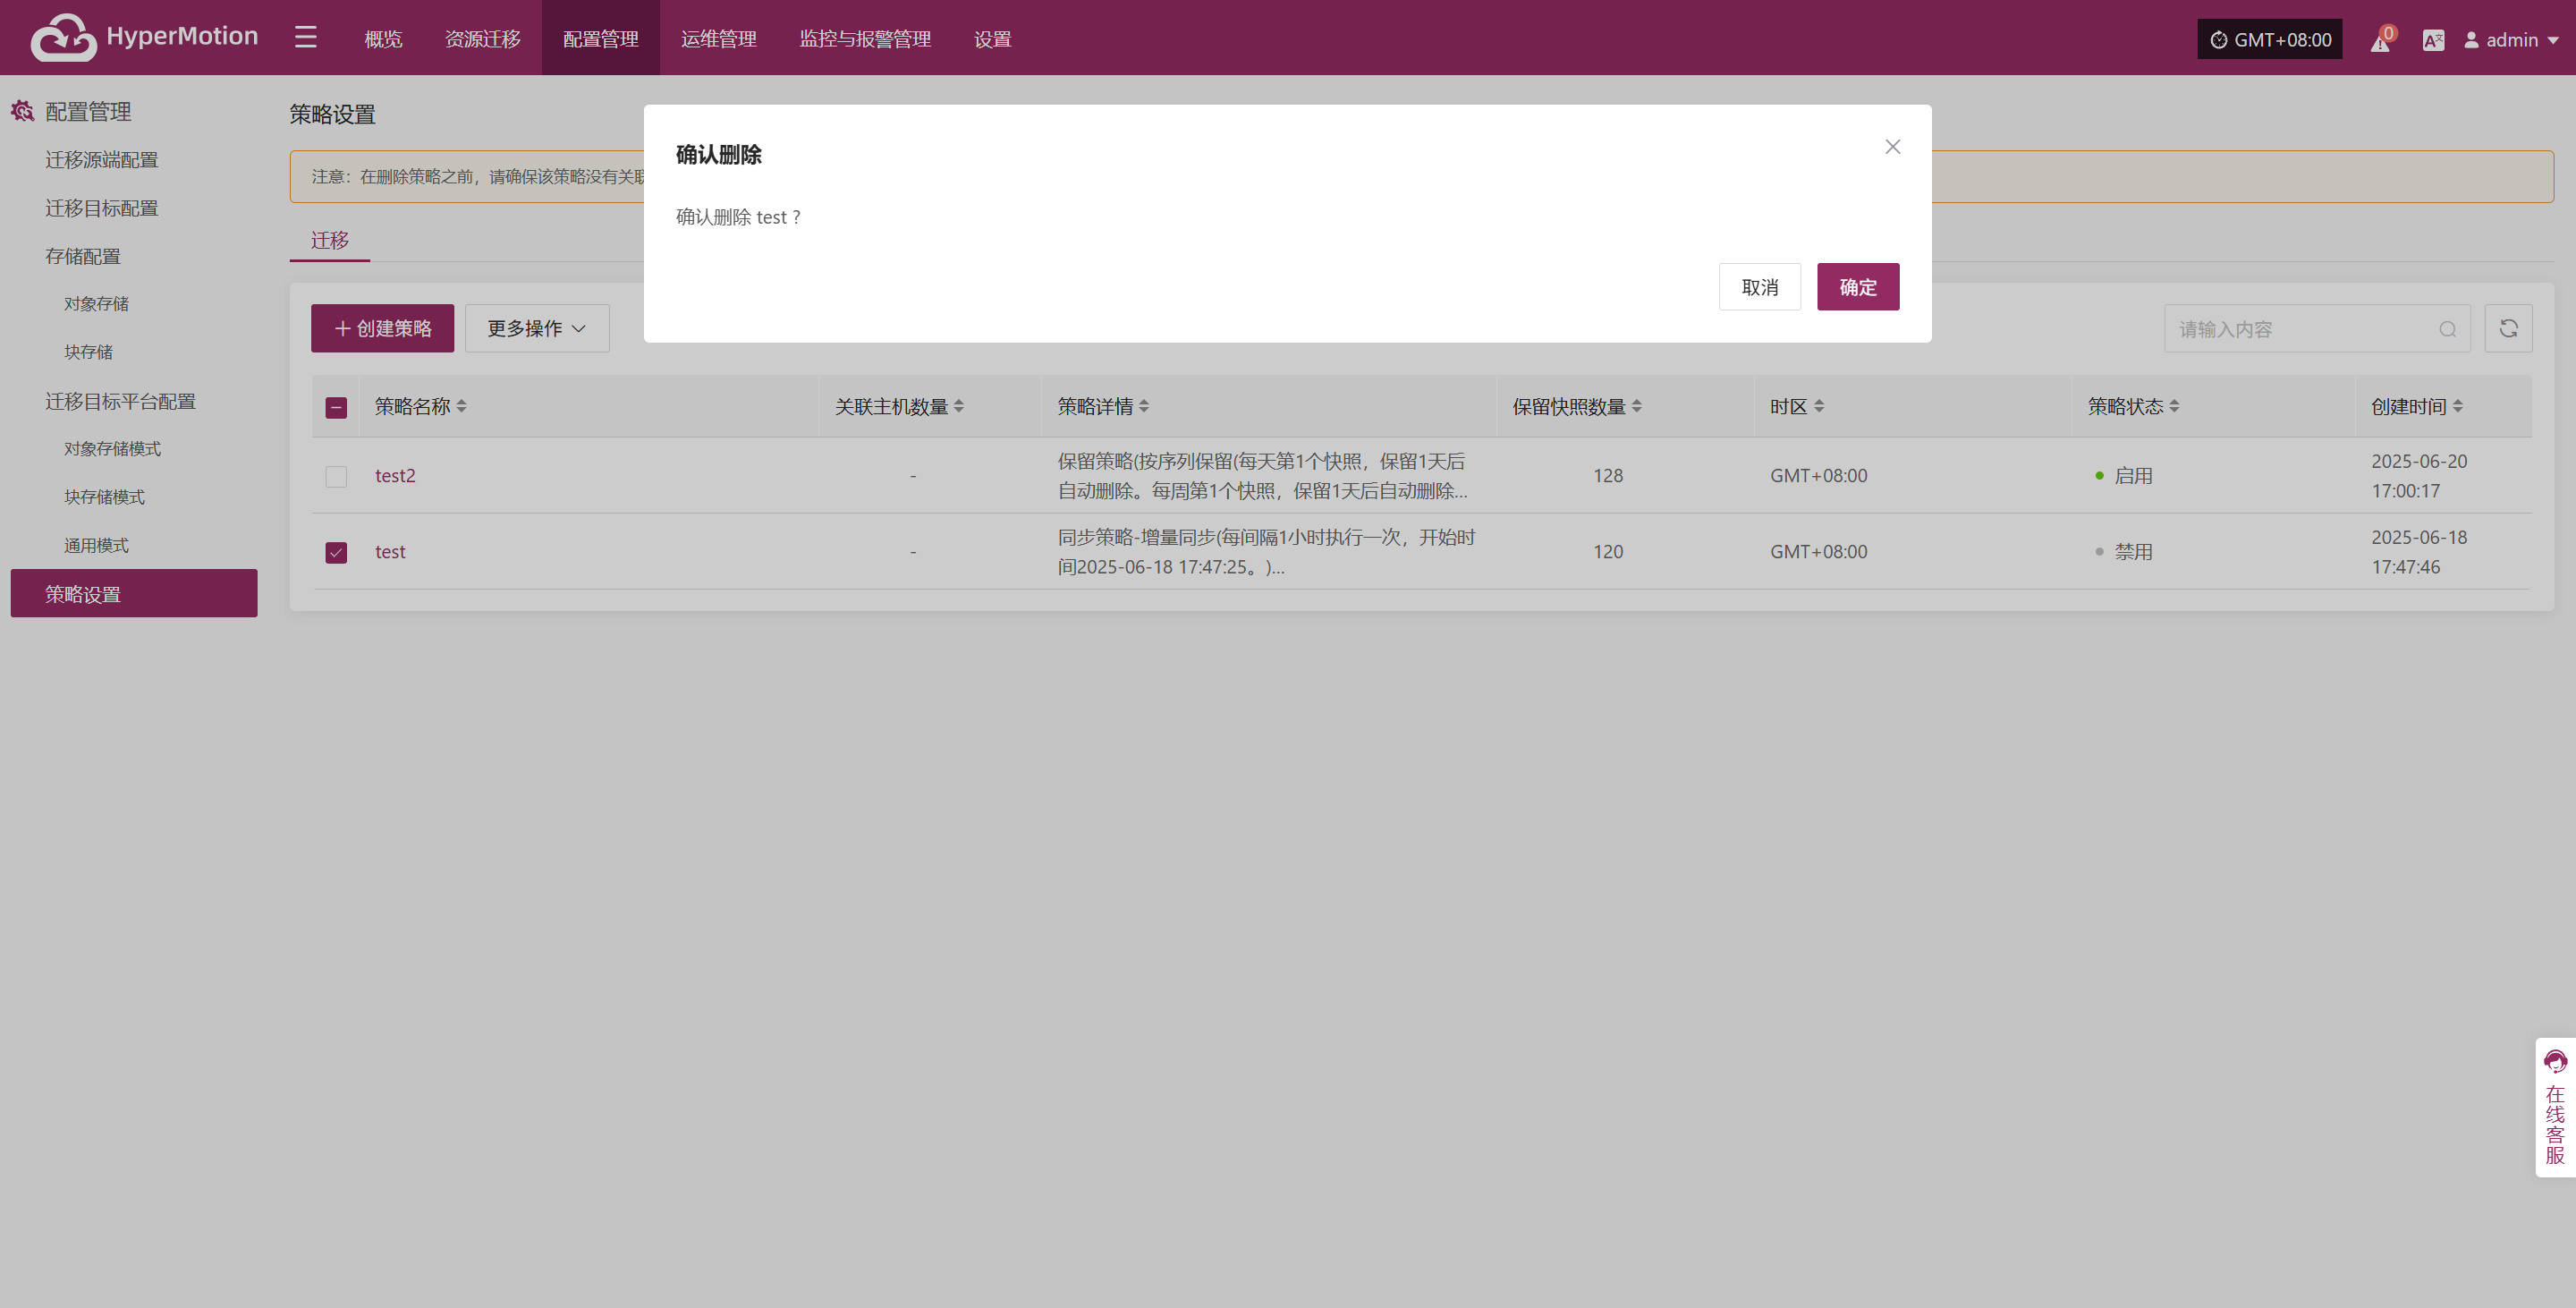 HyperMotion
概览
资源迁移
配置管理
运维管理
监控与报警管理
设置
GMT+08:00
0
admin
配置管理
迁移源端配置
迁移目标配置
存储配置
对象存储
块存储
迁移目标平台配置
对象存储模式
块存储模式
通用模式
策略设置
策略设置
注意：在删除策略之前，请确保该策略没有关联
迁移
确认删除
确认删除 test ?
取消
确定
创建策略
更多操作
请输入内容
策略名称
关联主机数量
策略详情
保留快照数量
时区
策略状态
创建时间
test2
-
保留策略(按序列保留(每天第1个快照，保留1天后
自动删除。每周第1个快照，保留1天后自动删除...
128
GMT+08:00
启用
2025-06-20
17:00:17
test
-
同步策略-增量同步(每间隔1小时执行一次，开始时
间2025-06-18 17:47:25。)...
120
GMT+08:00
禁用
2025-06-18
17:47:46
在线客服